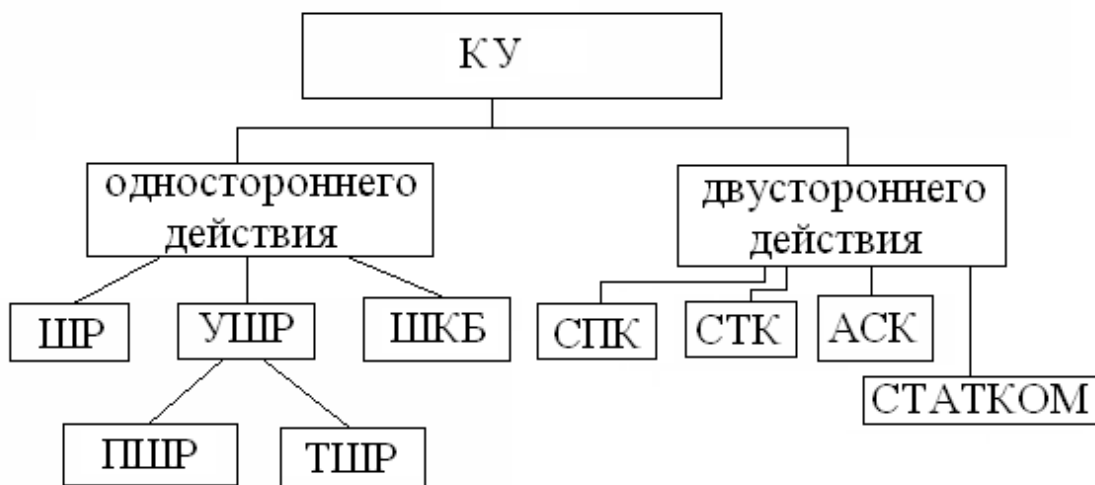 КУ
одностороннего
действия
двустороннего
действия
ШР
УШР
ШКБ
СПК
СТК
АСК
СТАТКОМ
ПШР
ТШР